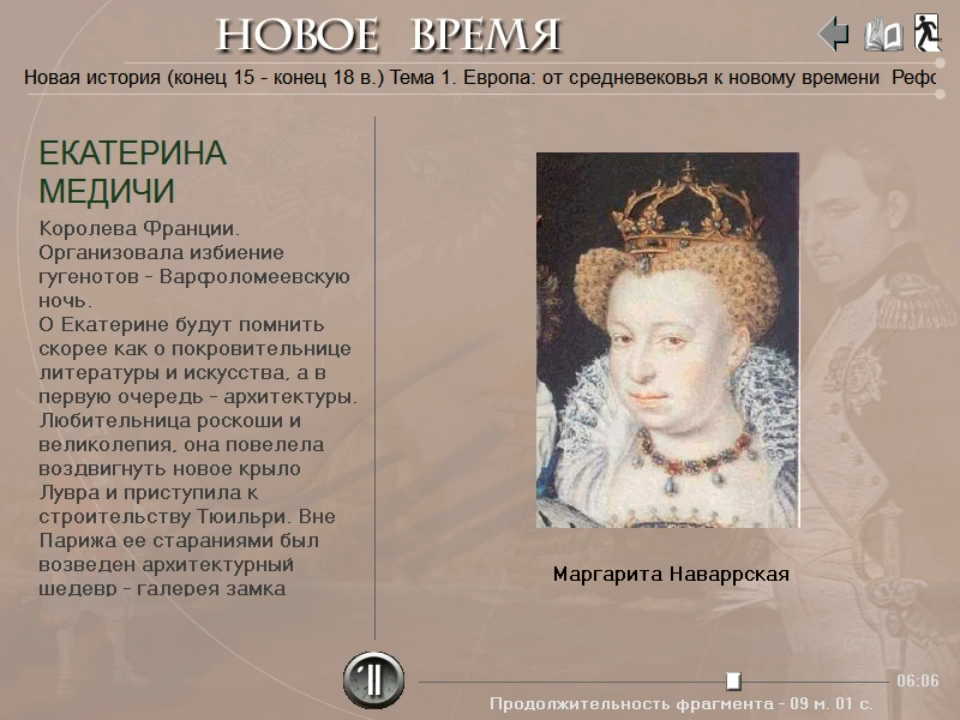 НОВОЕ ВРЕМЯ
Новая история (конец 15 - конец 18 в.) Тема 1. Европа: от средневековья к новому времени Рефо
ЕКАТЕРИНА
МЕДИЧИ
Королева Франции.
Организовала избиение
гугенотов - Варфоломеевскую
ночь.
О Екатерине будут помнить
скорее как о покровительнице
литературы и искусства, а в
первую очередь - архитектуры.
Любительница роскоши и
великолепия, она повелела
воздвигнуть новое крыло
Лувра и приступила к
строительству Тюильри. Вне
Парижа ее стараниями был
возведен архитектурный
шедевр - галерея замка
Маргарита Наваррская
06:06
Продолжительность фрагмента - 09 м. 01 с.